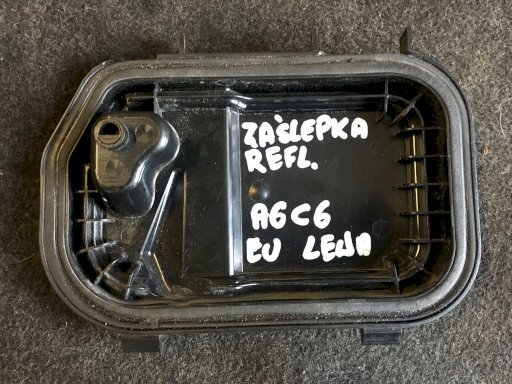 ZAŚLEPKA
REFL.
A6C6
EU LEWA